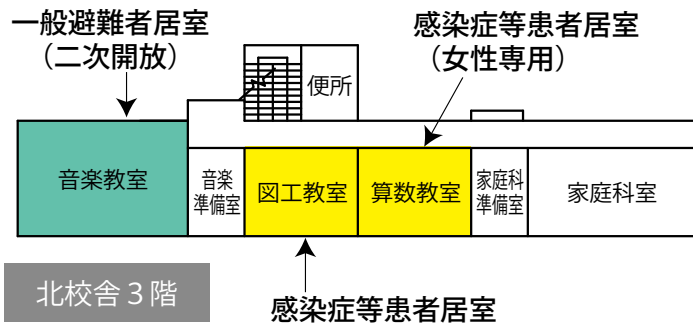 一般避難者居室
（二次開放）
感染症等患者居室
（女性専用）
便所
音楽教室
音楽
準備室
図工教室
算数教室
家庭科
準備室
家庭科室
北校舎３階
感染症等患者居室